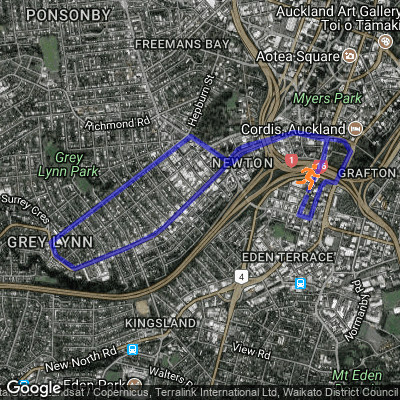 PONSONBY
Auckland Art Gallery
Toi o Tāmaki
FREEMANS BAY
Aotea Square
Hepburn St
Myers Park
Richmond Rd
Cordis, Auckland
Grey
Lynn Park
NEWTON
1
GRAFTON
Surrey Cres
GREY LYNN
EDEN TERRACE
4
KINGSLAND
Normanby
Rd
New North Rd
View Rd
Mt Eden
Eden Park
Walters Rd
Google
Landsat / Copernicus, Terralink International Ltd, Waikato District Council